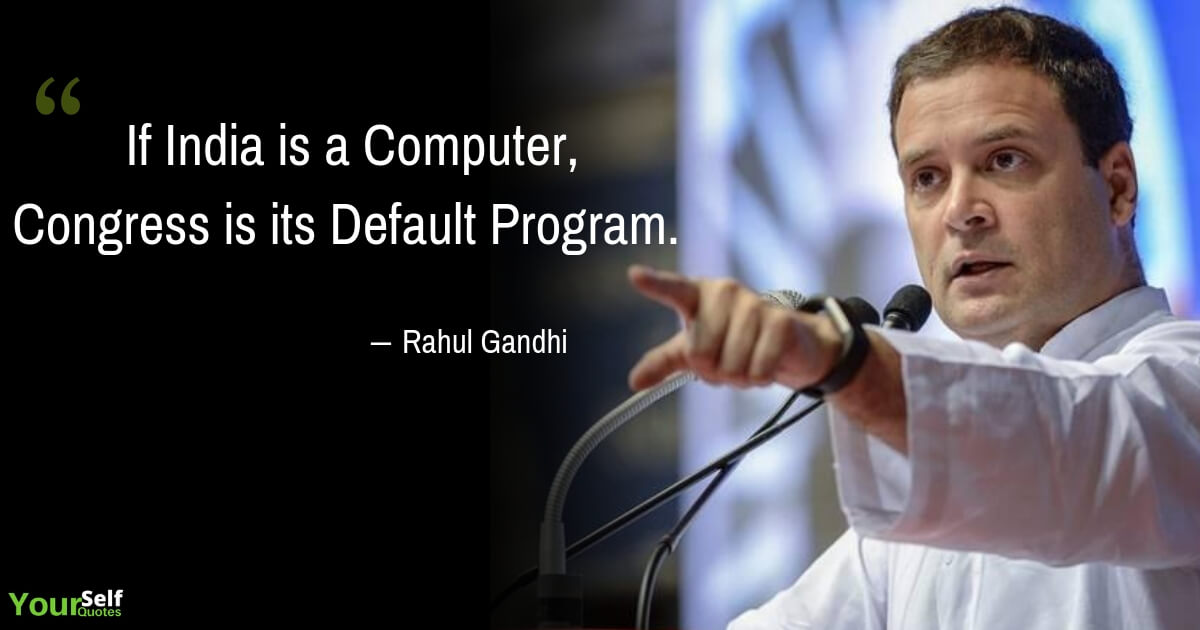 “
If India is a Computer,
Congress is its Default Program.
— Rahul Gandhi
YourSelf
Quotes